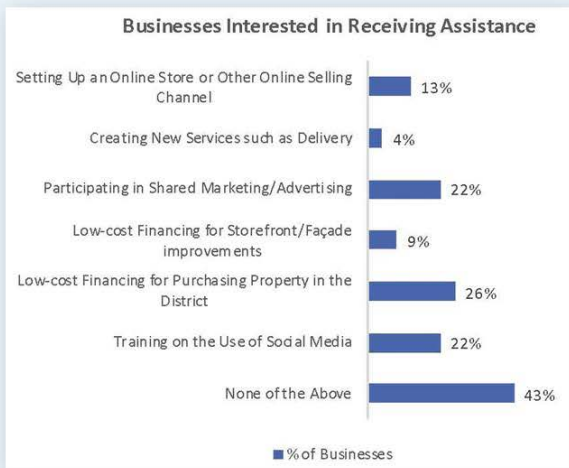 Businesses Interested in Receiving Assistance
Setting Up an Online Store or Other Online Selling
Channel
13%
Creating New Services such as Delivery
4%
Participating in Shared Marketing/Advertising
22%
Low-cost Financing for Storefront/Façade
improvements
9%
Low-cost Financing for Purchasing Property in the
District
26%
Training on the Use of Social Media
22%
None of the Above
43%
% of Businesses